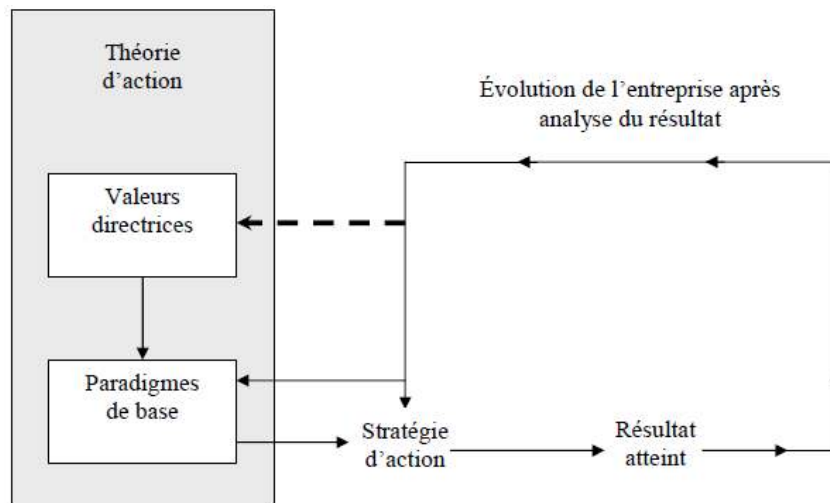 Théorie
d’action
Évolution de l’entreprise après
analyse du résultat
Valeurs
directrices
Paradigmes
de base
Stratégie
d’action
Résultat
atteint